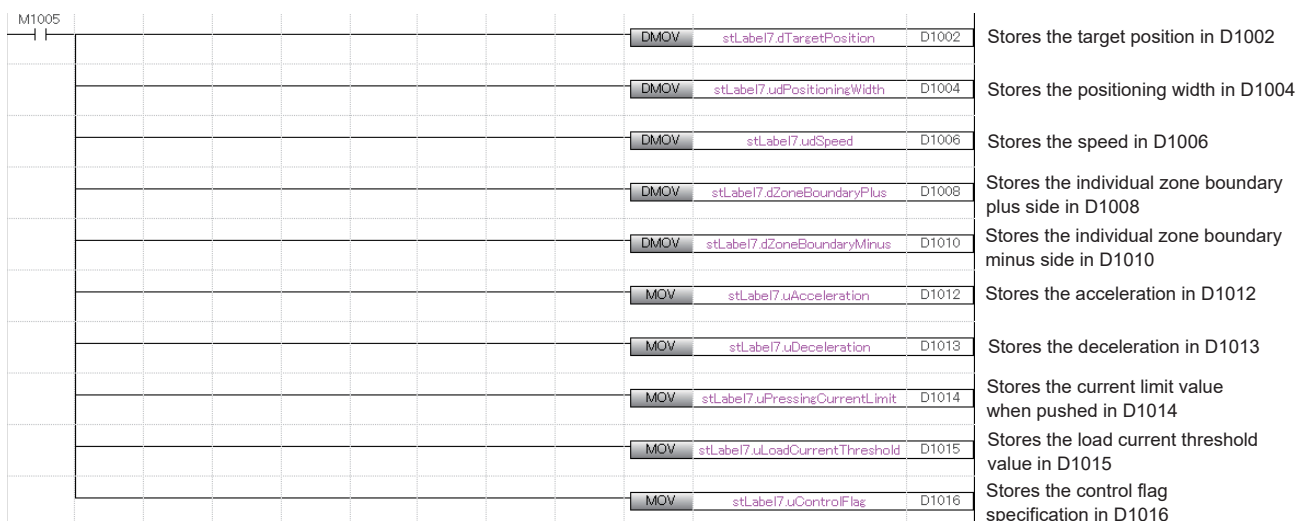 M1005
DMOV stLabel7.dTargetPosition D1002 Stores the target position in D1002
DMOV stLabel7.udPositioningWidth D1004 Stores the positioning width in D1004
DMOV stLabel7.udSpeed D1006 Stores the speed in D1006
DMOV stLabel7.dZoneBoundaryPlus D1008 Stores the individual zone boundary
plus side in D1008
DMOV stLabel7.dZoneBoundaryMinus D1010 Stores the individual zone boundary
minus side in D1010
MOV stLabel7.uAcceleration D1012 Stores the acceleration in D1012
MOV stLabel7.uDeceleration D1013 Stores the deceleration in D1013
MOV stLabel7.uPressingCurrentLimit D1014 Stores the current limit value
when pushed in D1014
MOV stLabel7.uLoadCurrentThreshold D1015 Stores the load current threshold
value in D1015
MOV stLabel7.uControlFlag D1016 Stores the control flag
specification in D1016